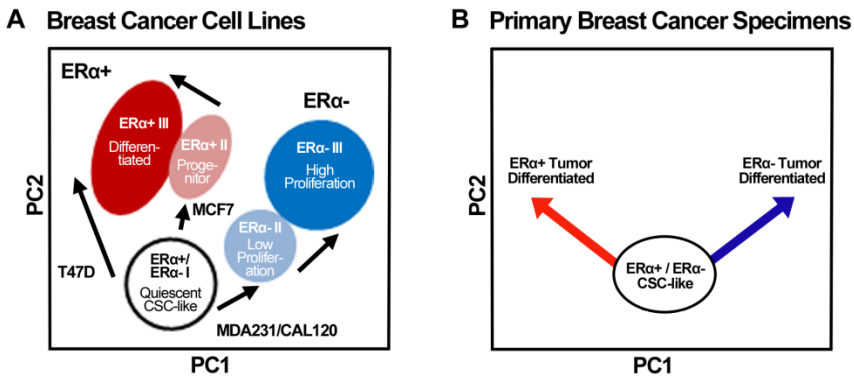 A Breast Cancer Cell Lines
ERα+
ERα-
ERα+ III
Differen-
tiated
ERα+ II
Proge-
nitor
ERα- III
High
Proliferation
MCF7
ERα- II
Low
Prolifer-
ation
T47D
ERα+/
ERα- I
Quiescent
CSC-like
MDA231/CAL120
PC2
PC1
B Primary Breast Cancer Specimens
ERα+ Tumor
Differentiated
ERα- Tumor
Differentiated
ERα+ / ERα-
CSC-like
PC2
PC1